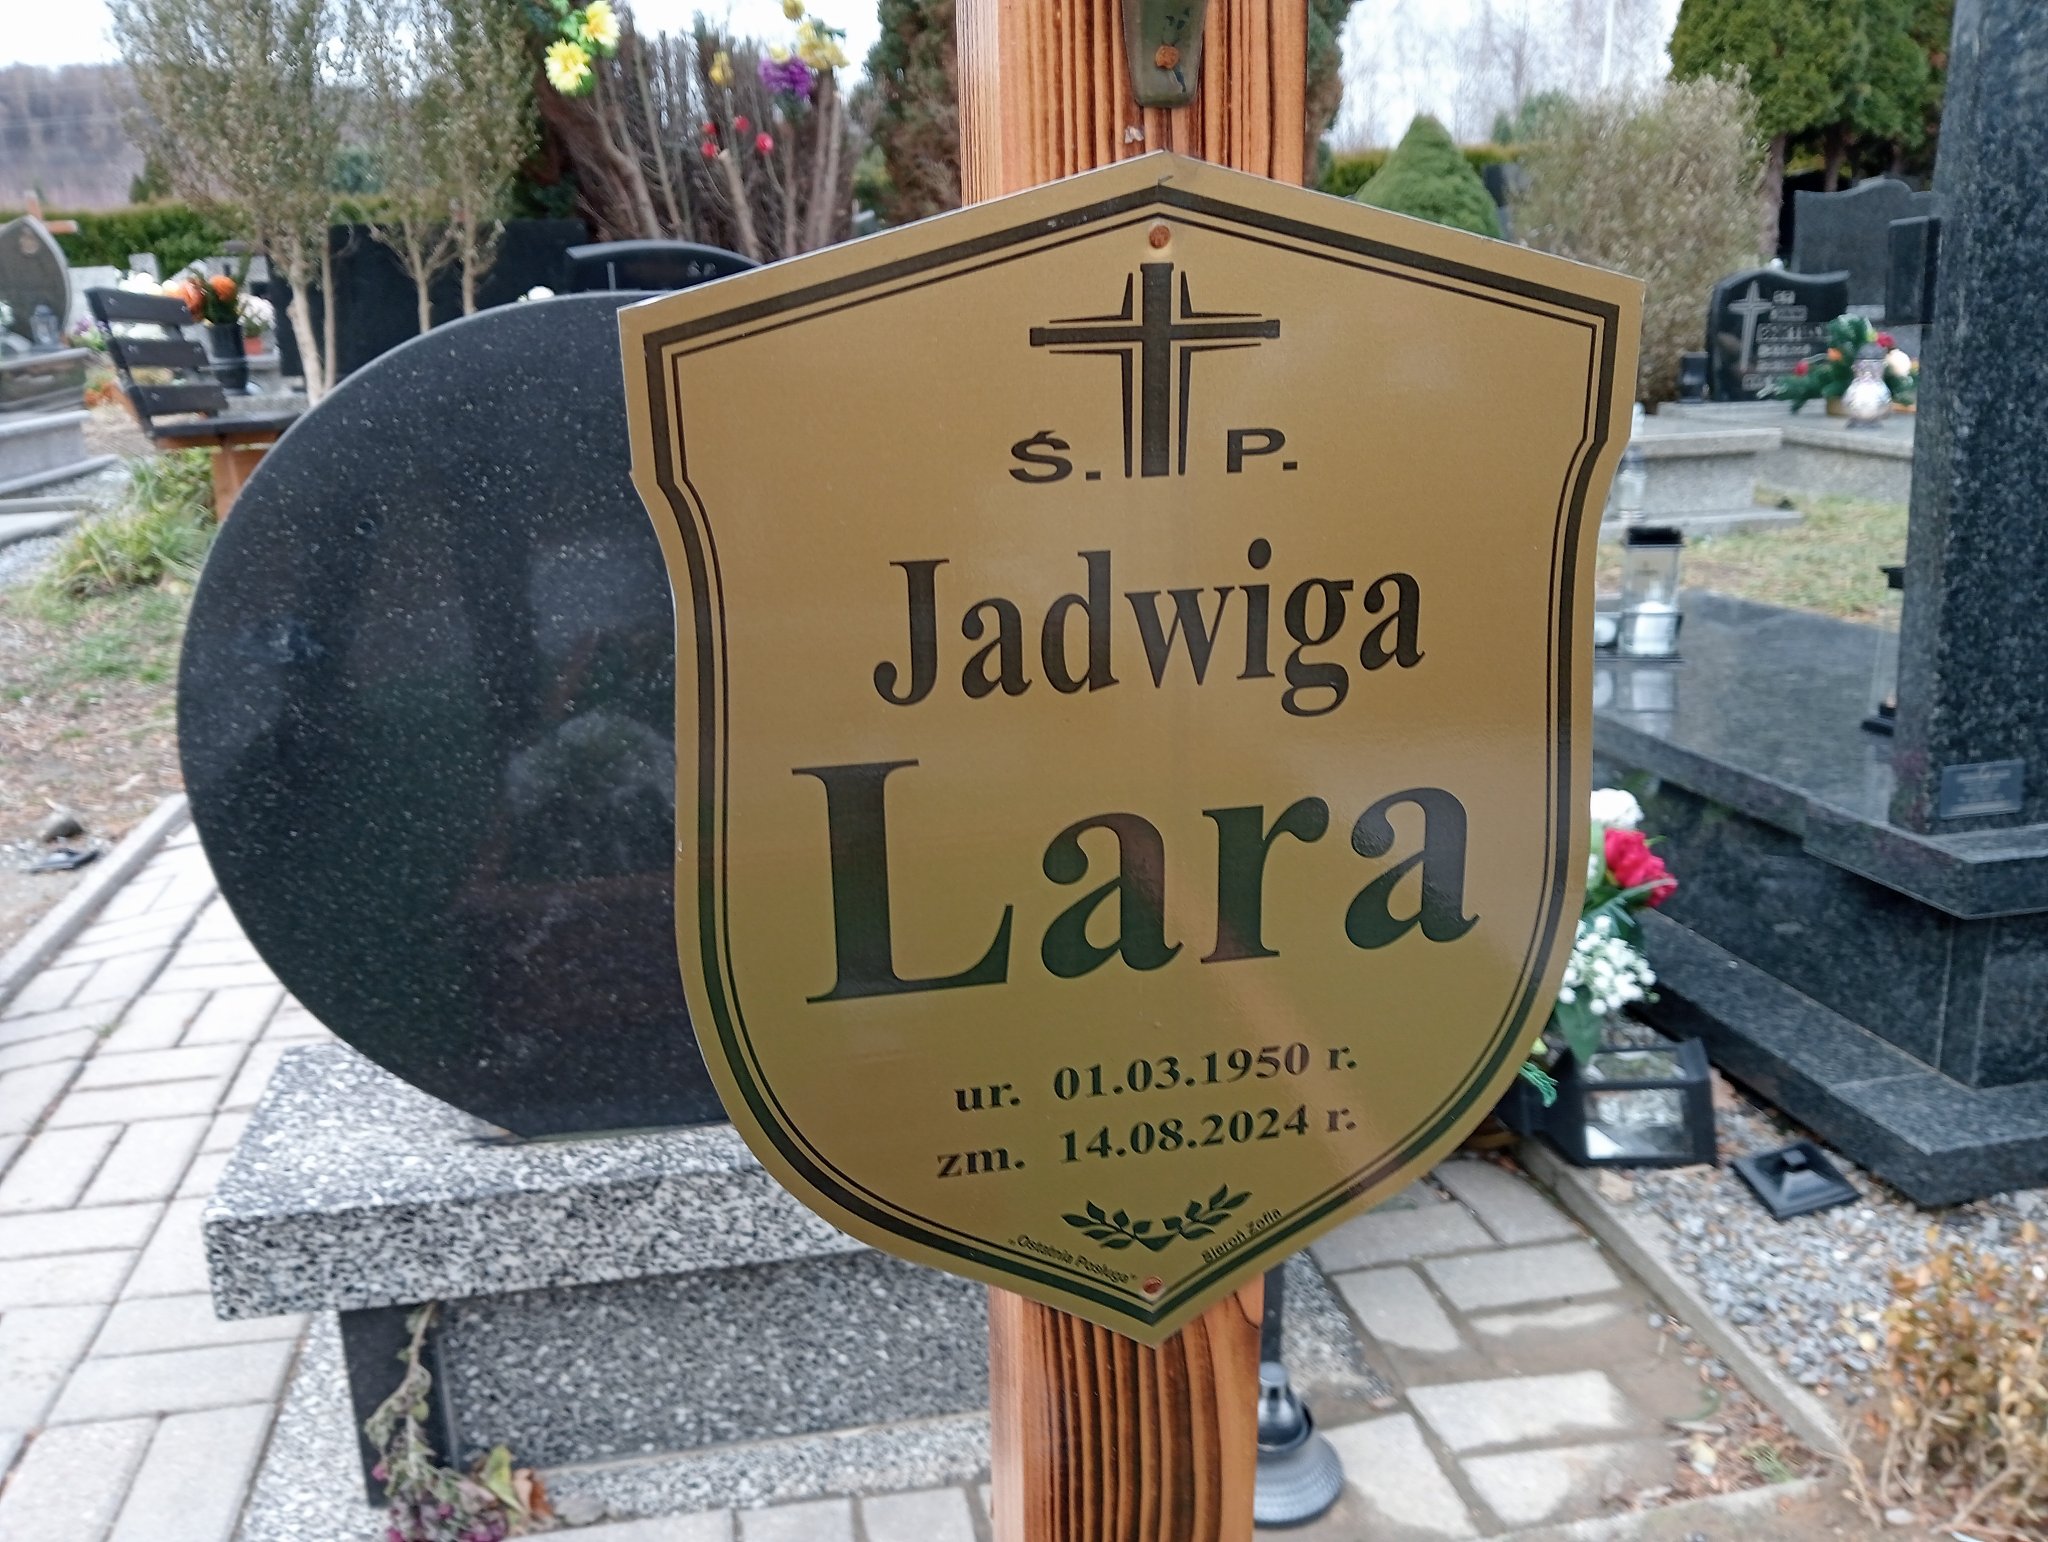 Ś. P.
Jadwiga
Lara
ur. 01.03.1950 r.
zm. 14.08.2024 r.
„Ostatnia Posługa" Bieroń Zofia